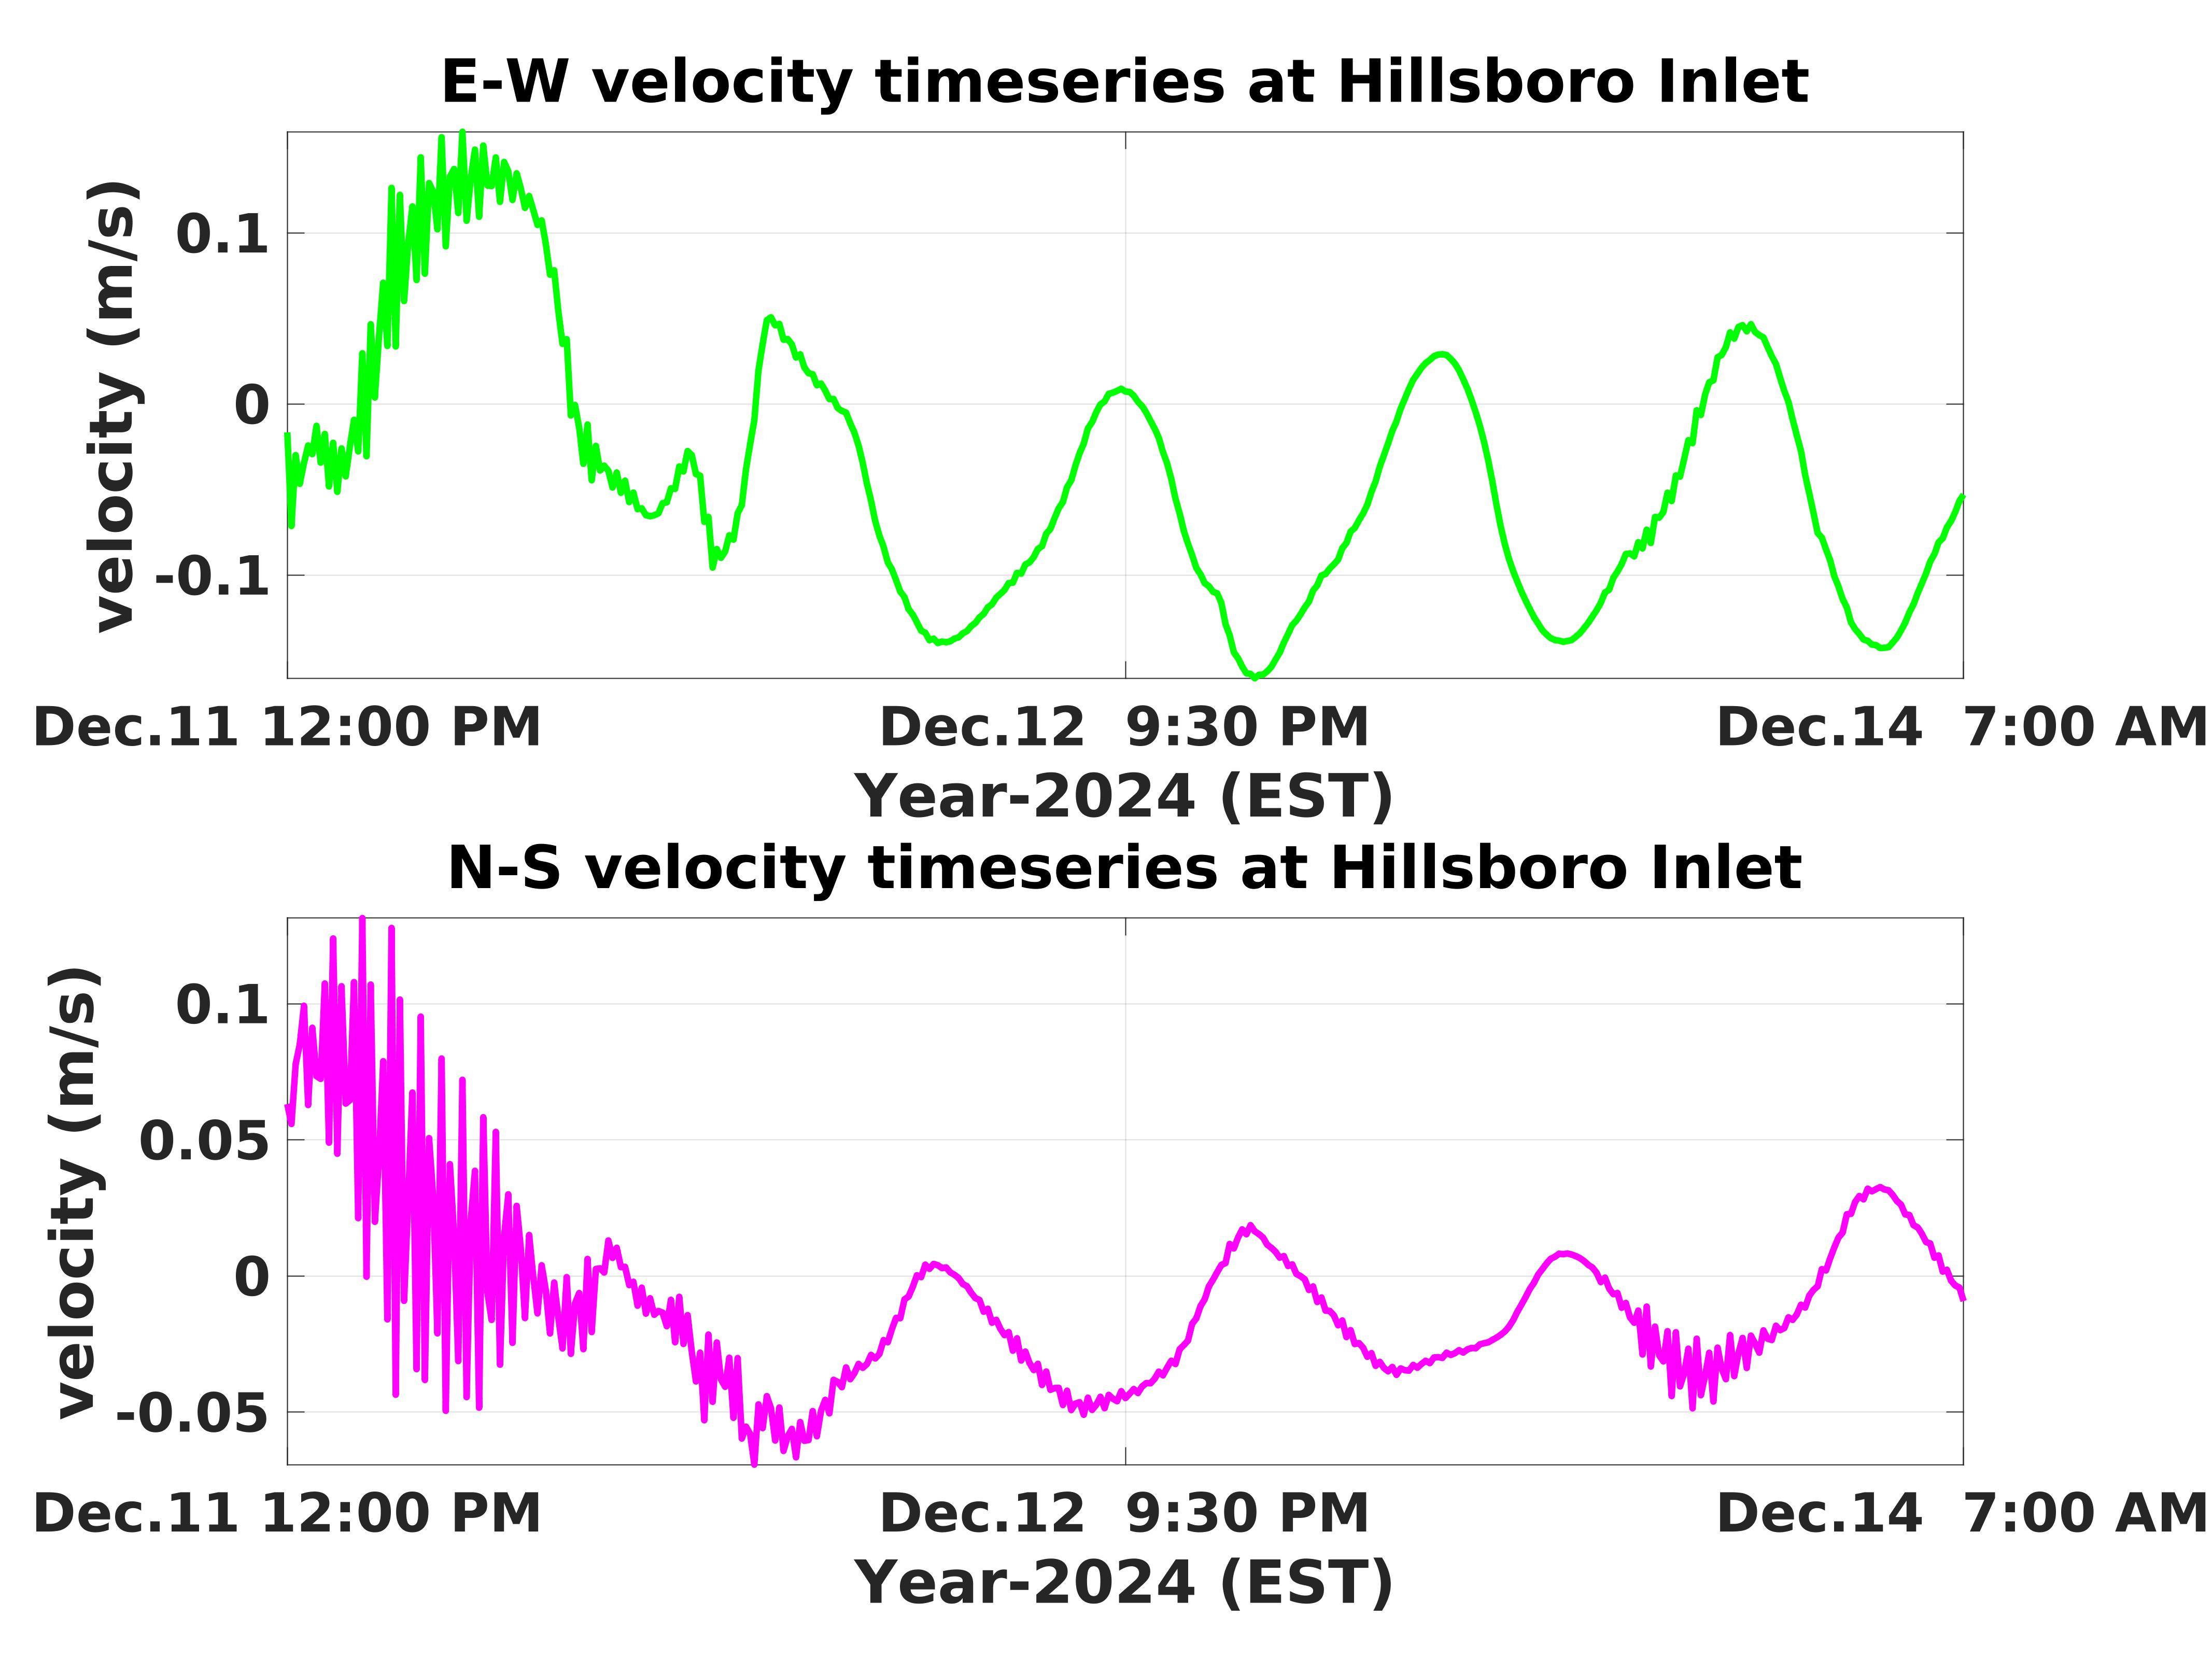 E-W velocity timeseries at Hillsboro Inlet
velocity (m/s)
0.1
0
-0.1
Dec.11 12:00 PM Dec.12  9:30 PM Dec.14  7:00 AM
Year-2024 (EST)
N-S velocity timeseries at Hillsboro Inlet
velocity (m/s)
0.1
0.05
0
-0.05
Dec.11 12:00 PM Dec.12  9:30 PM Dec.14  7:00 AM
Year-2024 (EST)